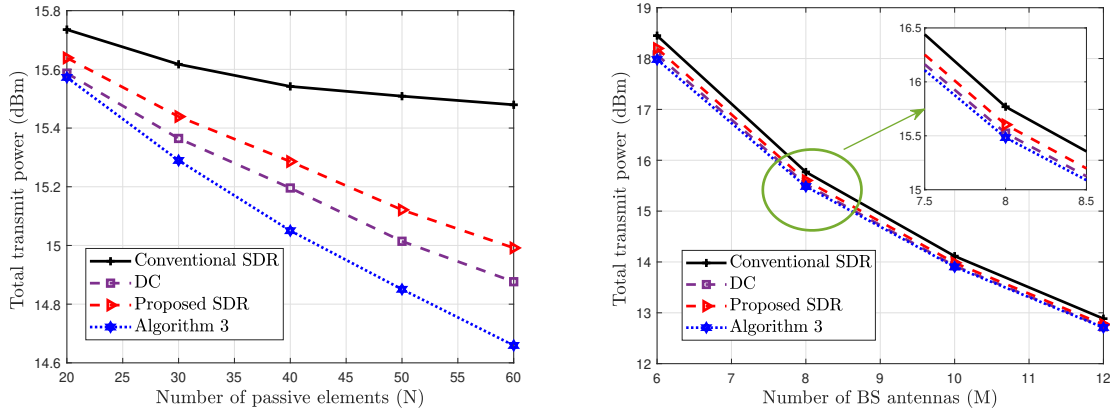 15.8
15.6
15.4
15.2
15
14.8
14.6
Total transmit power (dBm)
Conventional SDR
DC
Proposed SDR
Algorithm 3
20 25 30 35 40 45 50 55 60
Number of passive elements (N)
19
18
17
16
15
14
13
12
Total transmit power (dBm)
16.5
16
15.5
15
7.5 8 8.5
Conventional SDR
DC
Proposed SDR
Algorithm 3
6 7 8 9 10 11 12
Number of BS antennas (M)